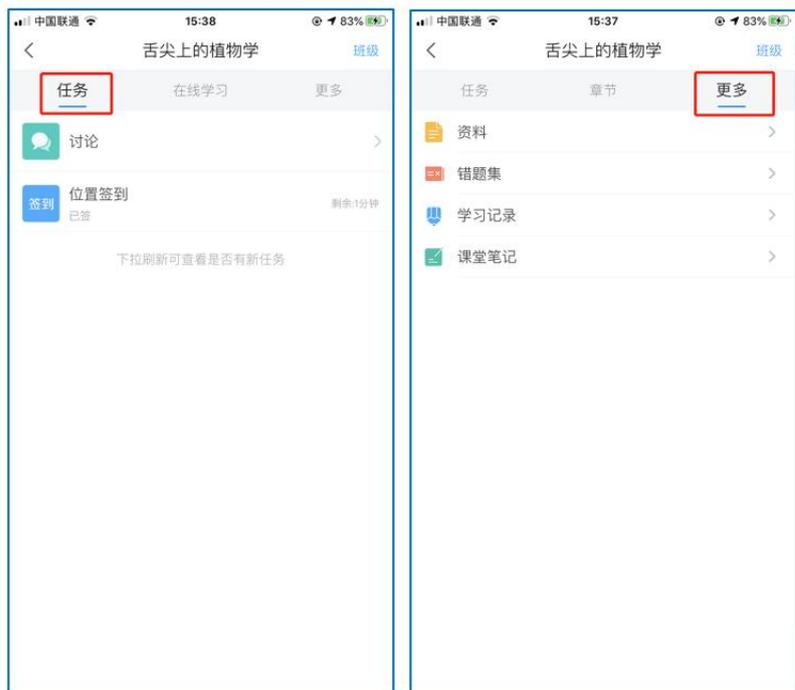 中国联通 15:38 83%
舌尖上的植物学 班级
任务 在线学习 更多
讨论
签到 位置签到 剩余:1分钟
已签
下拉刷新可查看是否有新任务
中国联通 15:37 83%
舌尖上的植物学 班级
任务 章节 更多
资料
错题集
学习记录
课堂笔记